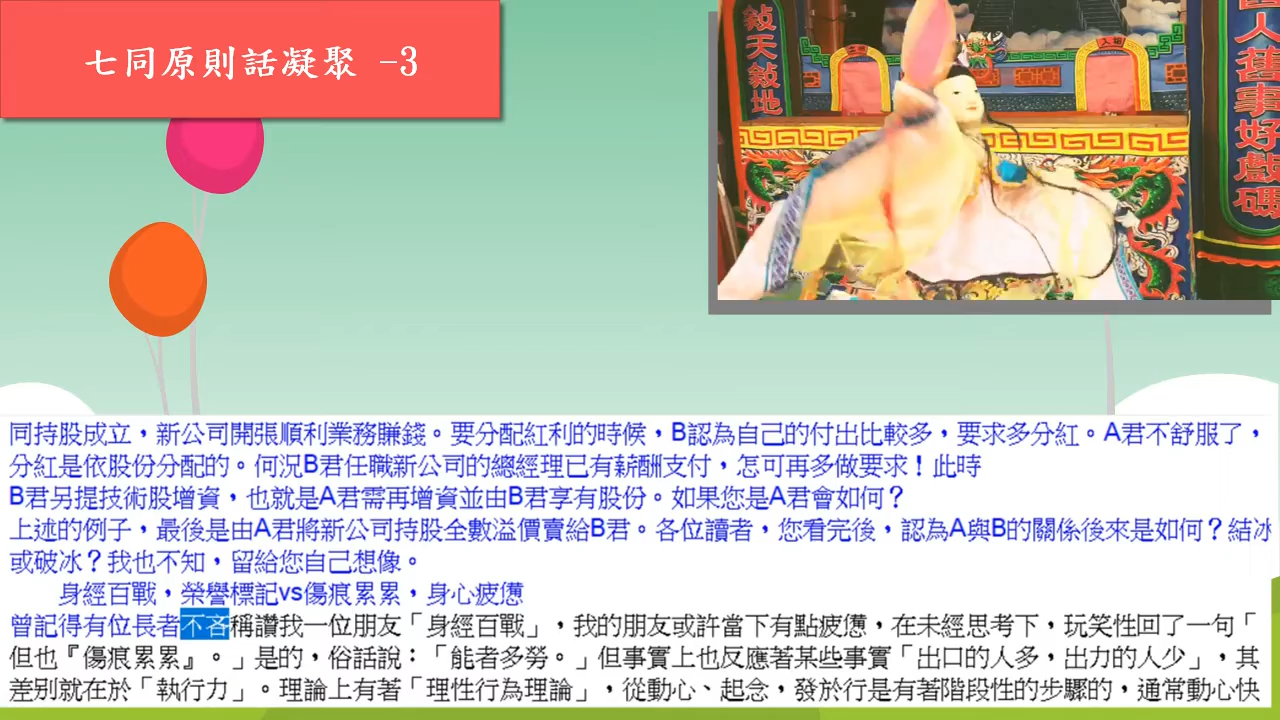 七同原則話凝聚 -3
敲天敲地
人舊事好戲碼
同持股成立，新公司開張順利業務賺錢。要分配紅利的時候，B認為自己的付出比較多，要求多分紅。A君不舒服了，
分紅是依股份分配的。何況B君任職新公司的總經理已有薪酬支付，怎可再多做要求！此時
B君另提技術股增資，也就是A君需再增資並由B君享有股份。如果您是A君會如何？
上述的例子，最後是由A君將新公司持股全數溢價賣給B君。各位讀者，您看完後，認為A與B的關係後來是如何？結冰
或破冰？我也不知，留給您自己想像。
身經百戰，榮譽標記vs傷痕累累，身心疲憊
曾記得有位長者不吝稱讚我一位朋友「身經百戰」，我的朋友或許當下有點疲憊，在未經思考下，玩笑性回了一句「
但也『傷痕累累』。」是的，俗話說：「能者多勞。」但事實上也反應著某些事實「出口的人多，出力的人少」，其
差別就在於「執行力」。理論上有著「理性行為理論」，從動心、起念，發於行是有著階段性的步驟的，通常動心快